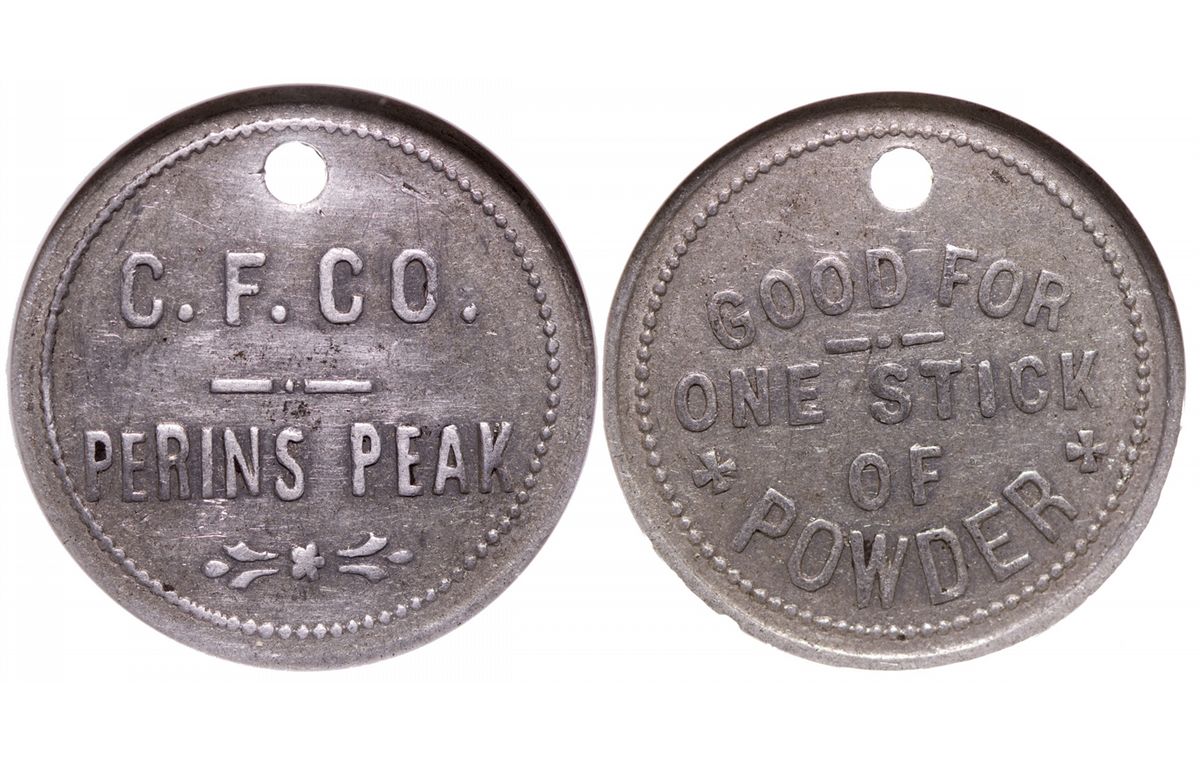 C. F. CO.
PERINS PEAK
GOOD FOR
ONE STICK
OF
POWDER